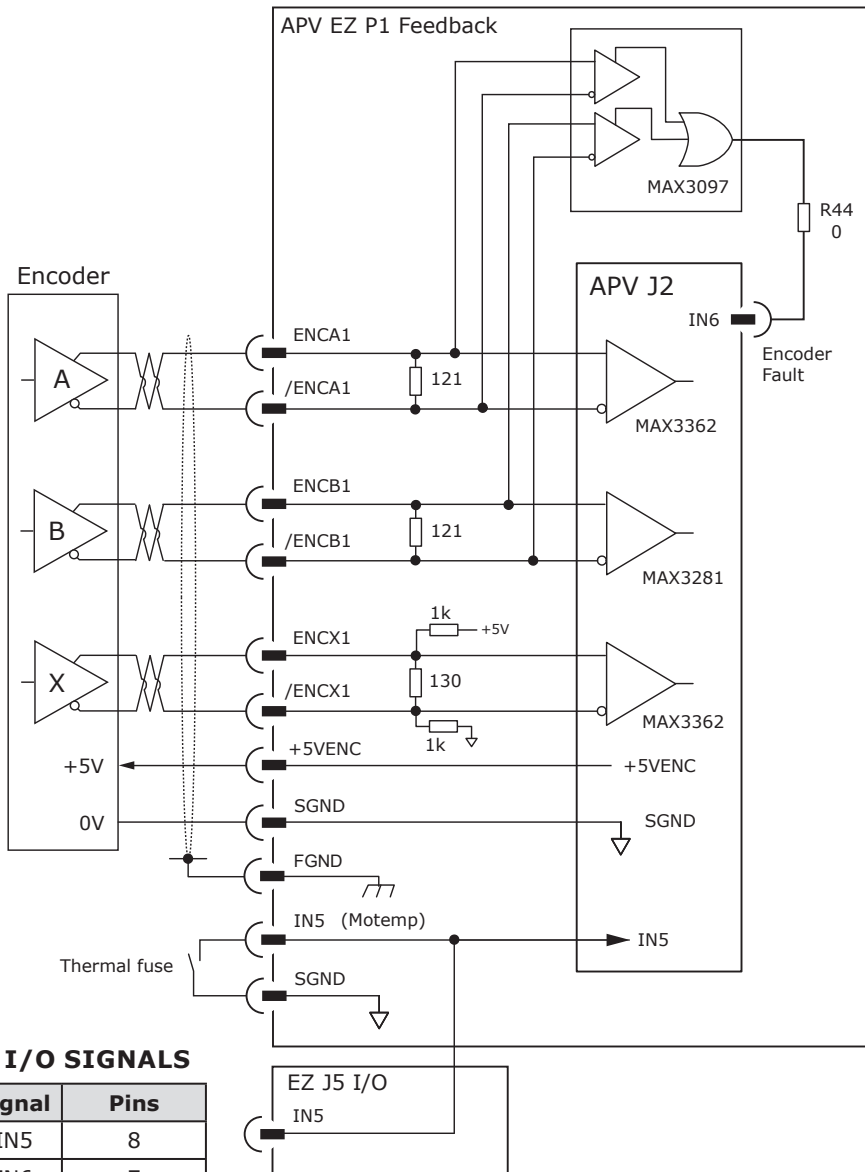 APV EZ P1 Feedback
MAX3097
R44
0
Encoder
APV J2
IN6
Encoder
Fault
A
ENCA1
/ENCA1
121
MAX3362
B
ENCB1
/ENCB1
121
MAX3281
X
ENCX1
/ENCX1
1k
+5V
130
1k
MAX3362
+5V
+5VENC
+5VENC
0V
SGND
SGND
FGND
IN5 (Motemp)
IN5
Thermal fuse
SGND
I/O SIGNALS
Pins
IN5 8
EZ J5 I/O
IN5